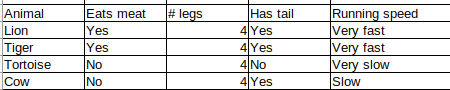 Animal Eats meat # legs Has tail Running speed
Lion Yes 4 Yes Very fast
Tiger Yes 4 Yes Very fast
Tortoise No 4 No Very slow
Cow No 4 Yes Slow